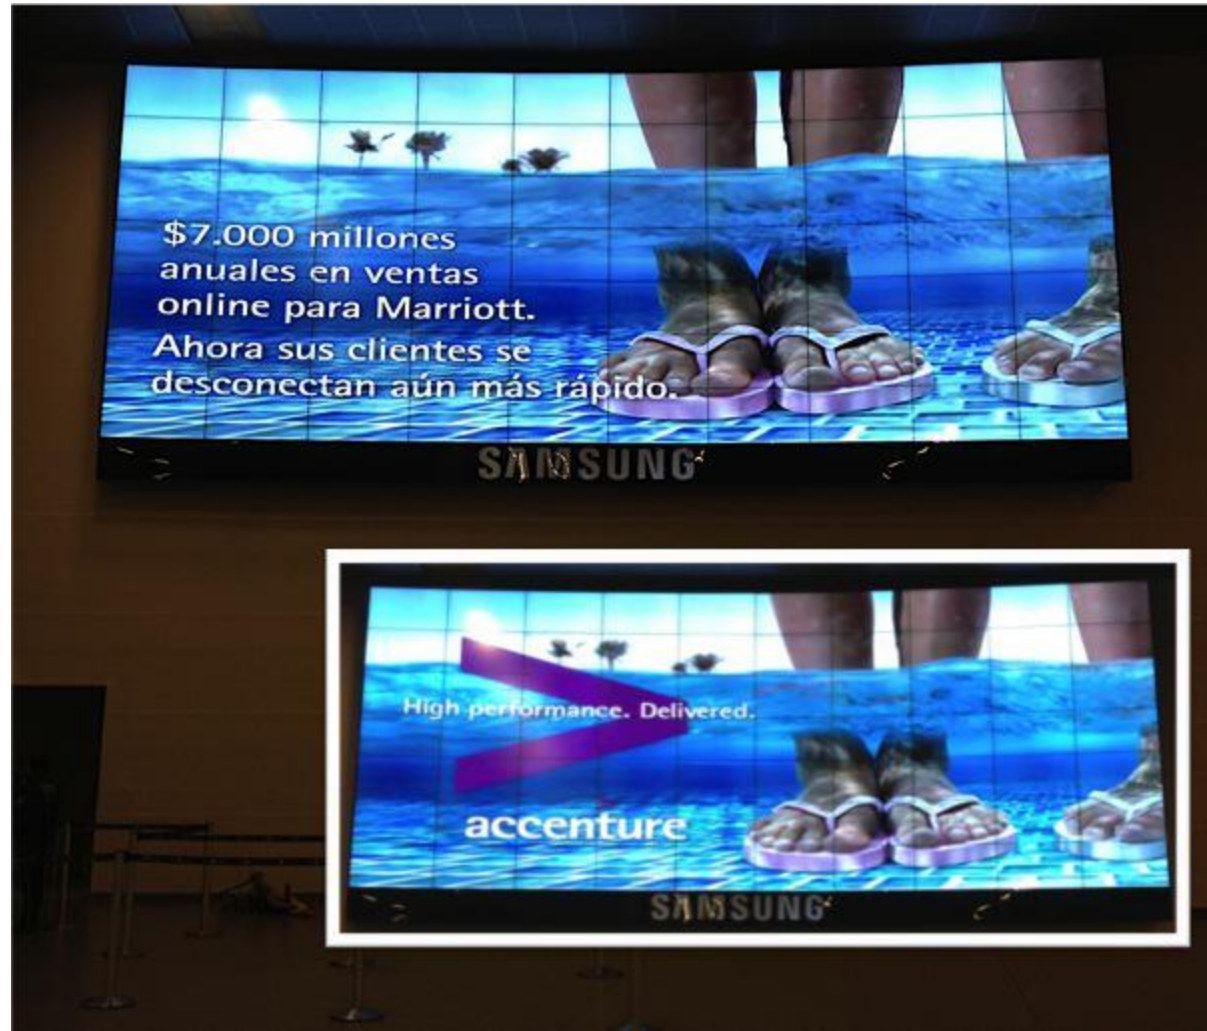 $7.000 millones
anuales en ventas
online para Marriott.
Ahora sus clientes se
desconectan aún más rápido.
SAMSUNG
High performance. Delivered.
accenture
SAMSUNG